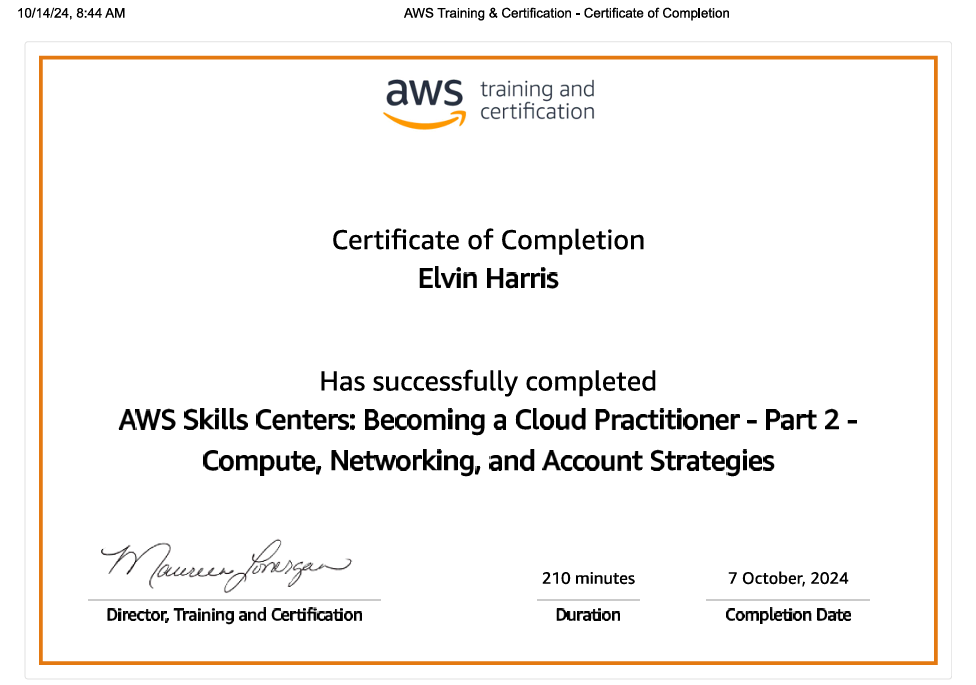 10/14/24, 8:44 AM
AWS Training & Certification - Certificate of Completion
aws training and
certification
Certificate of Completion
Elvin Harris
Has successfully completed
AWS Skills Centers: Becoming a Cloud Practitioner - Part 2 -
Compute, Networking, and Account Strategies
Maureen Lonergan
210 minutes
7 October, 2024
Director, Training and Certification
Duration
Completion Date